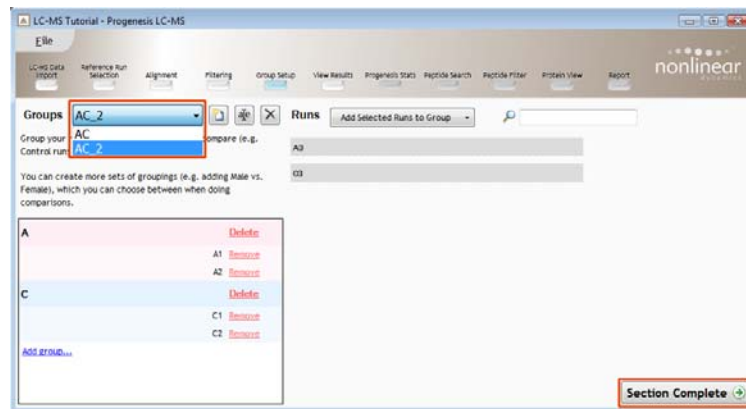 LC-MS Tutorial - Progenesis LC-MS
File
LC-MS Data Import
Reference Run Selection
Alignment
Filtering
Group Setup
View Results
Progenesis Stats
Peptide Search
Peptide Filter
Protein View
Report
nonlinear
DYNAMICS
Groups AC_2
AC
AC_2
Runs Add Selected Runs to Group
Group your
ompare (e.g.
Control runs
You can create more sets of groupings (e.g. adding Male vs.
Female), which you can choose between when doing
comparisons.
A3
C3
A Delete
A1 Remove
A2 Remove
C Delete
C1 Remove
C2 Remove
Add group...
Section Complete